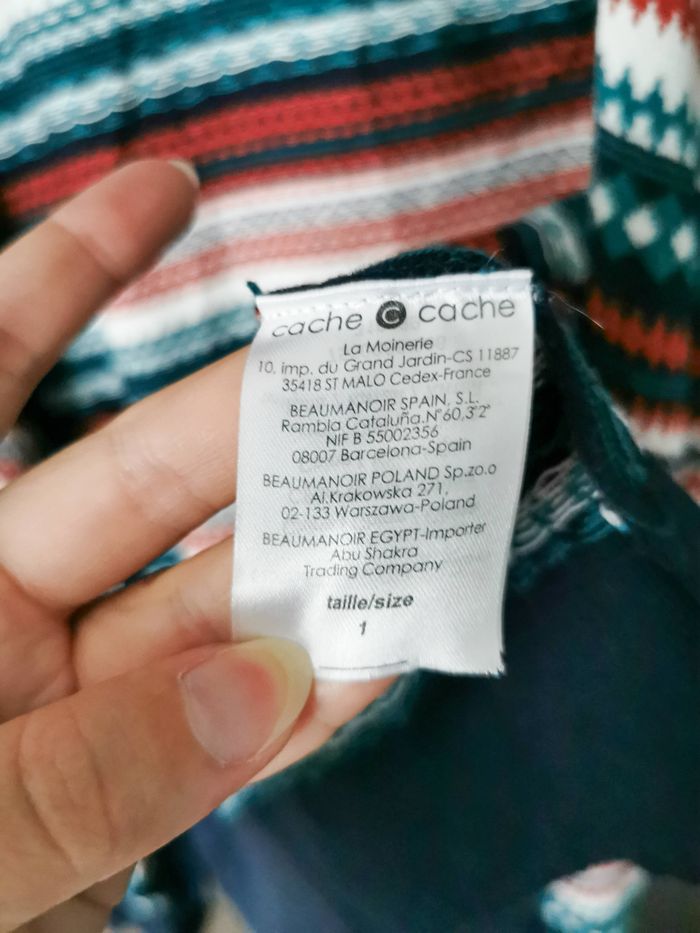 cache c cache
La Moinerie
10, imp. du Grand Jardin-CS 11887
35418 ST MALO Cedex-France
BEAUMANOIR SPAIN, S.L.
Rambla Cataluña.N°60,3°2°
NIF B 55002356
08007 Barcelona-Spain
BEAUMANOIR POLAND Sp.zo.o
Al.Krakowska 271,
02-133 Warszawa-Poland
BEAUMANOIR EGYPT-Importer
Abu Shakra
Trading Company
taille/size
1